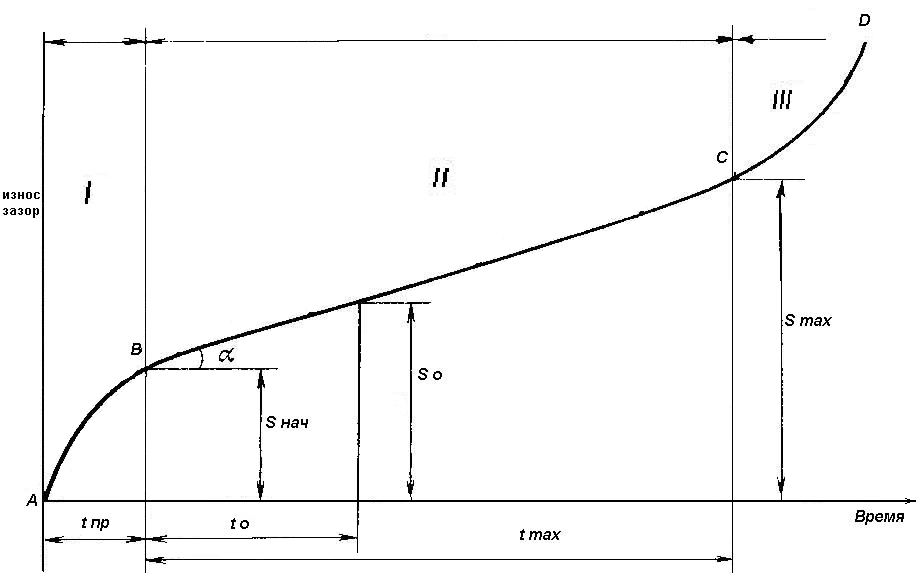 D
I
II
III
C
износ
зазор
S max
B
α
S о
S нач
A
Время
t пр
t о
t max